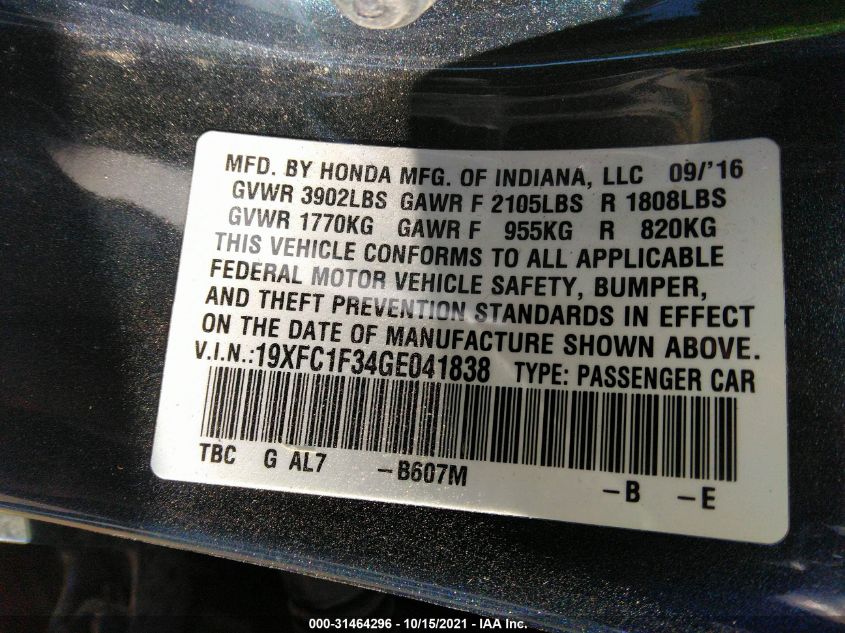 MFD. BY HONDA MFG. OF INDIANA, LLC 09/'16
GVWR 3902LBS GAWR F 2105LBS R 1808LBS
GVWR 1770KG GAWR F 955KG R 820KG
THIS VEHICLE CONFORMS TO ALL APPLICABLE
FEDERAL MOTOR VEHICLE SAFETY, BUMPER,
AND THEFT PREVENTION STANDARDS IN EFFECT
ON THE DATE OF MANUFACTURE SHOWN ABOVE.
V.I.N.:19XFC1F34GE041838 TYPE: PASSENGER CAR
TBC G AL7 -B607M
-B -E
000-31464296 - 10/15/2021 - IAA Inc.